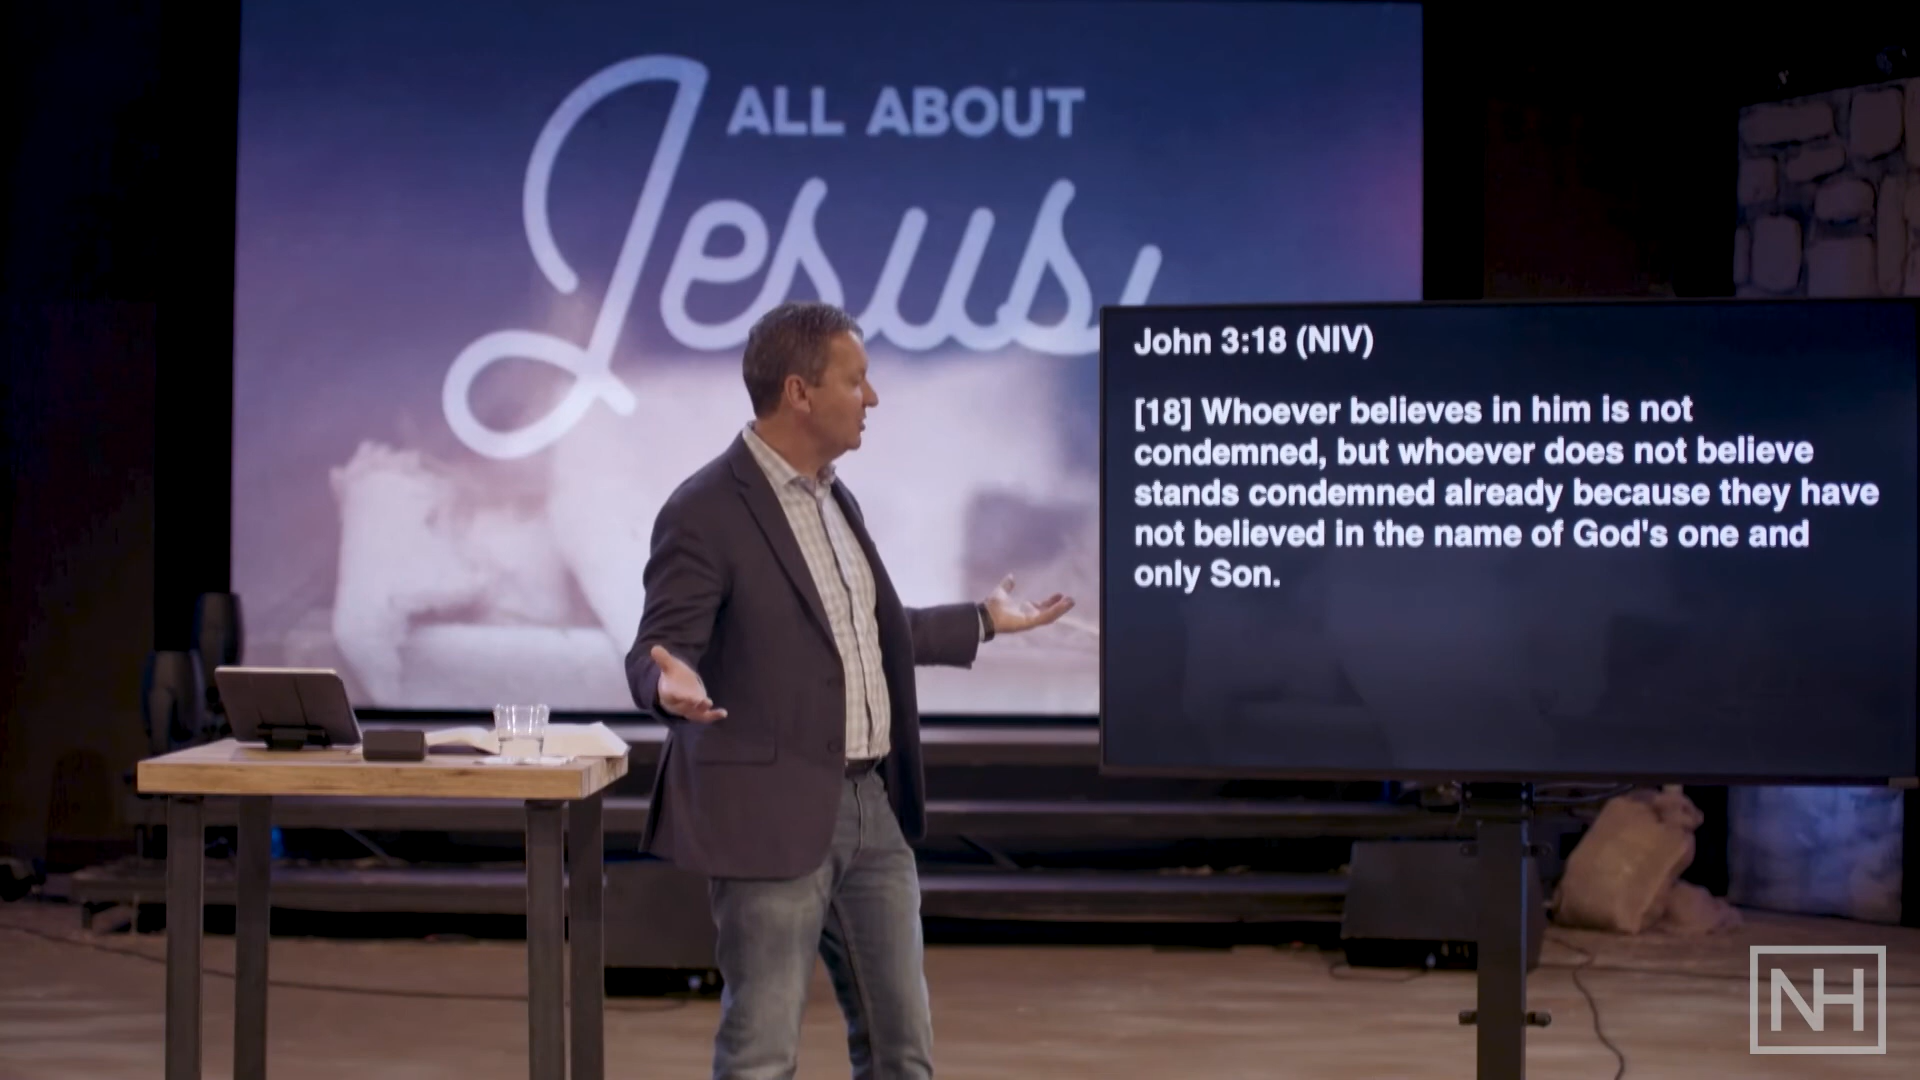 ALL ABOUT
Jesus
John 3:18 (NIV)
[18] Whoever believes in him is not
condemned, but whoever does not believe
stands condemned already because they have
not believed in the name of God's one and
only Son.
NH